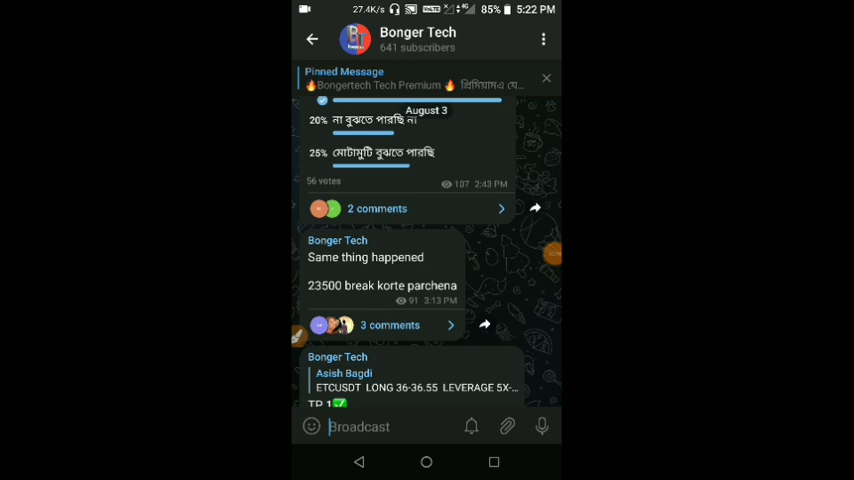 27.4K/s 85% 5:22 PM
Bonger Tech
641 subscribers
Pinned Message
🔥Bongertech Tech Premium 🔥 প্রিমিয়ামএ যে...
August 3
20% না বুঝতে পারছি না
25% মোটামুটি বুঝতে পারছি
56 votes 107 2:43 PM
2 comments
Bonger Tech
Same thing happened
23500 break korte parchena
91 3:13 PM
3 comments
Bonger Tech
Asish Bagdi
ETCUSDT LONG 36-36.55 LEVERAGE 5X-...
TP 1✅
Broadcast